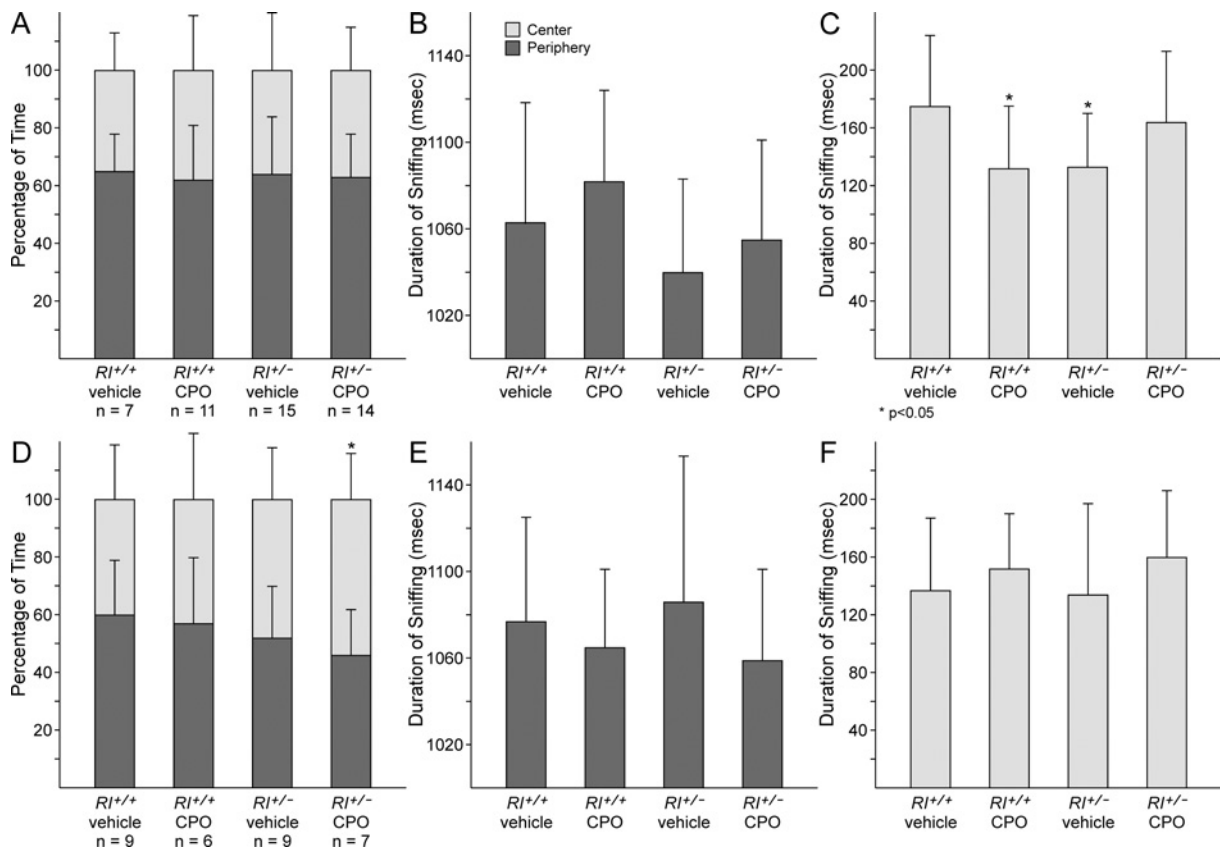 A
Percentage of Time
100
80
60
40
20
RI+/+ RI+/+ RI+/- RI+/-
vehicle CPO vehicle CPO
n = 7 n = 11 n = 15 n = 14
B
Center
Periphery
Duration of Sniffing (msec)
1140
1100
1060
1020
RI+/+ RI+/+ RI+/- RI+/-
vehicle CPO vehicle CPO
C
Duration of Sniffing (msec)
200
160
120
80
40
* *
RI+/+ RI+/+ RI+/- RI+/-
vehicle CPO vehicle CPO
* p<0.05
D
Percentage of Time
100
80
60
40
20
*
RI+/+ RI+/+ RI+/- RI+/-
vehicle CPO vehicle CPO
n = 9 n = 6 n = 9 n = 7
E
Duration of Sniffing (msec)
1140
1100
1060
1020
RI+/+ RI+/+ RI+/- RI+/-
vehicle CPO vehicle CPO
F
Duration of Sniffing (msec)
200
160
120
80
40
RI+/+ RI+/+ RI+/- RI+/-
vehicle CPO vehicle CPO